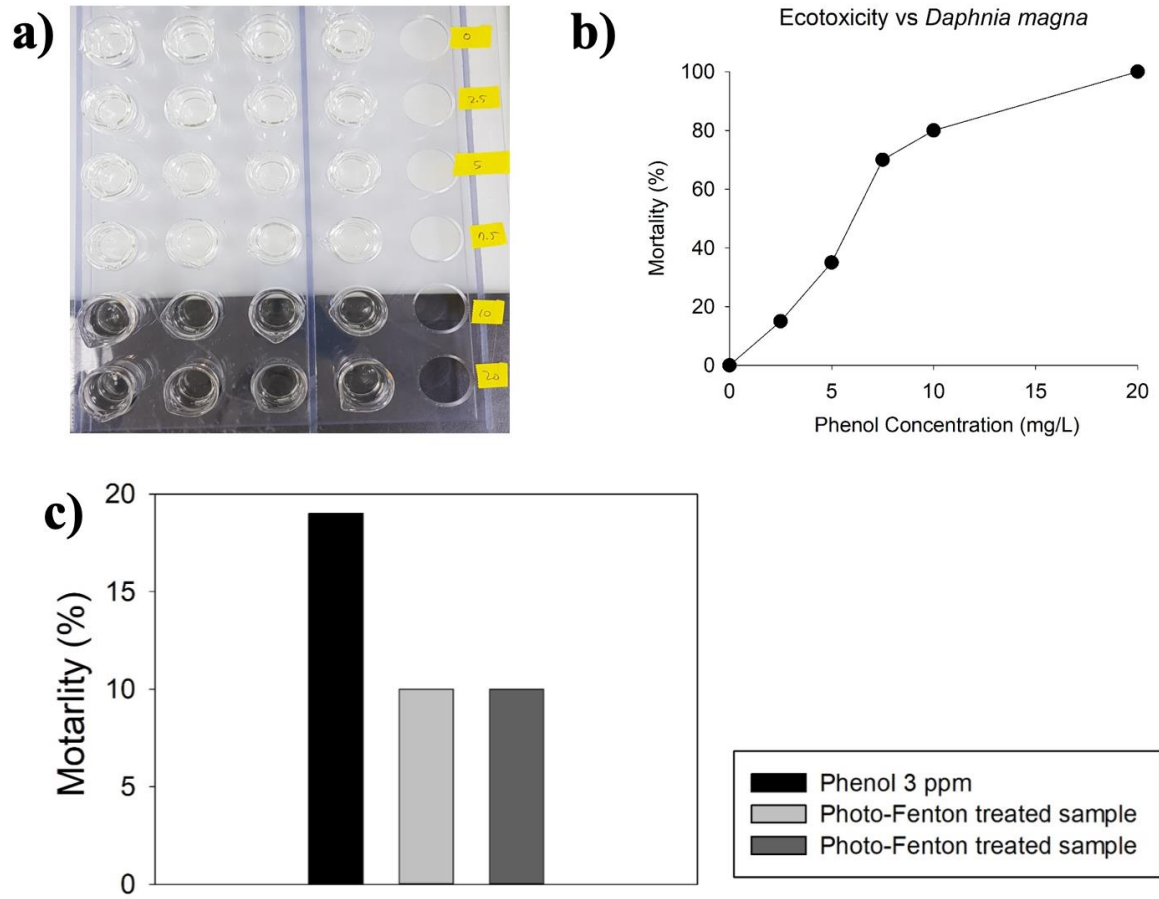 a)
0
2.5
5
7.5
10
20
b)
Ecotoxicity vs Daphnia magna
100
80
60
40
20
0
Mortality (%)
0 5 10 15 20
Phenol Concentration (mg/L)
c)
20
15
10
5
0
Motarlity (%)
Phenol 3 ppm
Photo-Fenton treated sample
Photo-Fenton treated sample